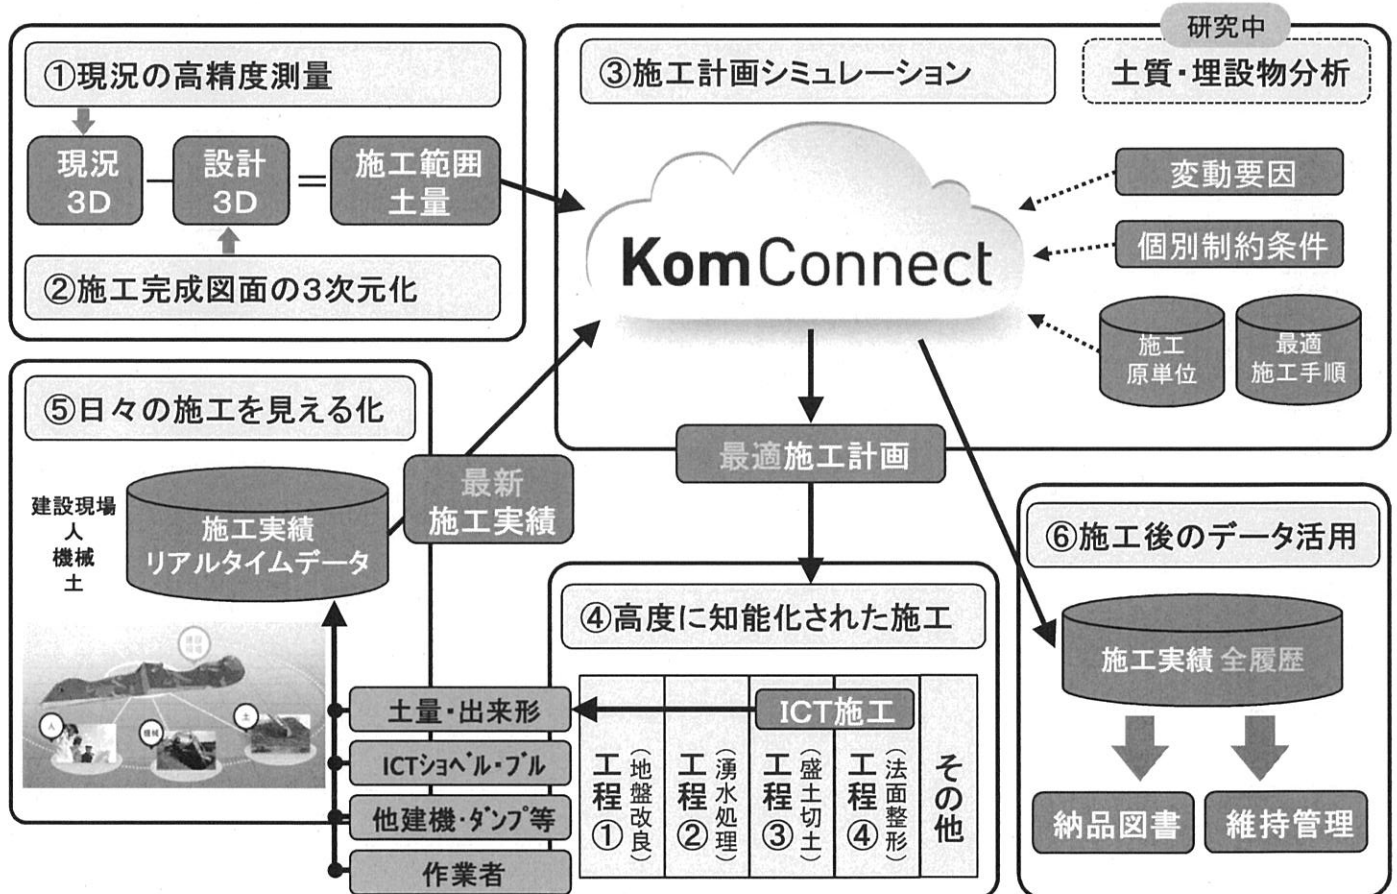 ①現況の高精度測量
現況
3D
―
設計
3D
=
施工範囲
土量
②施工完成図面の3次元化
研究中
③施工計画シミュレーション
土質・埋設物分析
KomConnect
変動要因
個別制約条件
施工
原単位
最適
施工手順
最適施工計画
⑤日々の施工を見える化
建設現場
人
機械
土
施工実績
リアルタイムデータ
最新
施工実績
人
機械
土
土量・出来形
ICTショベル・ブル
他建機・ダンプ等
作業者
④高度に知能化された施工
ICT施工
工程①(地盤改良)
工程②(湧水処理)
工程③(盛土切土)
工程④(法面整形)
その他
⑥施工後のデータ活用
施工実績 全履歴
納品図書
維持管理